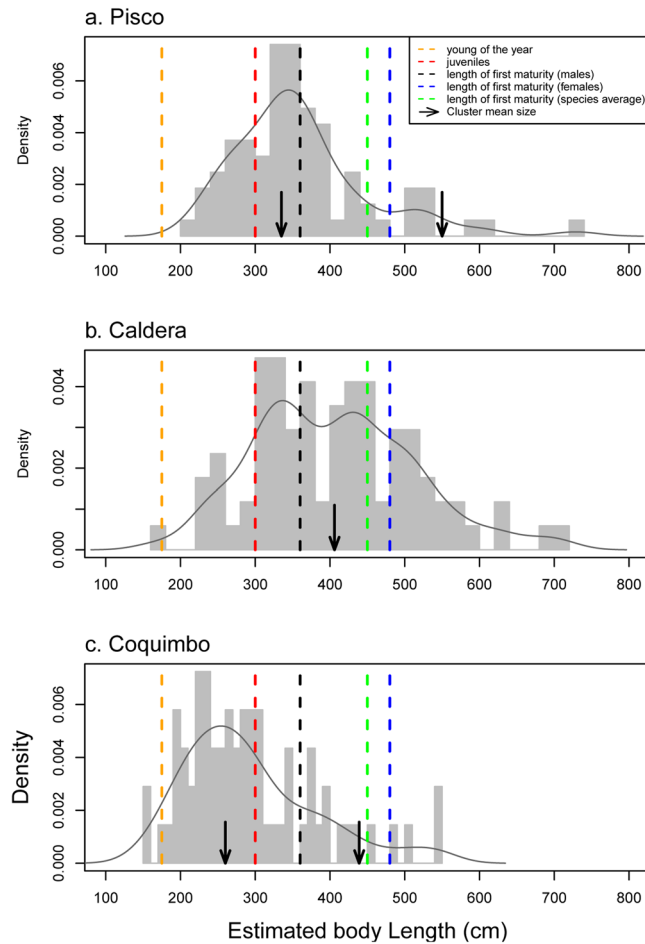 a. Pisco
young of the year
juveniles
length of first maturity (males)
length of first maturity (females)
length of first maturity (species average)
Cluster mean size
Density
0.006
0.004
0.002
0.000
100 200 300 400 500 600 700 800
b. Caldera
Density
0.004
0.002
0.000
100 200 300 400 500 600 700 800
c. Coquimbo
Density
0.006
0.004
0.002
0.000
100 200 300 400 500 600 700 800
Estimated body Length (cm)